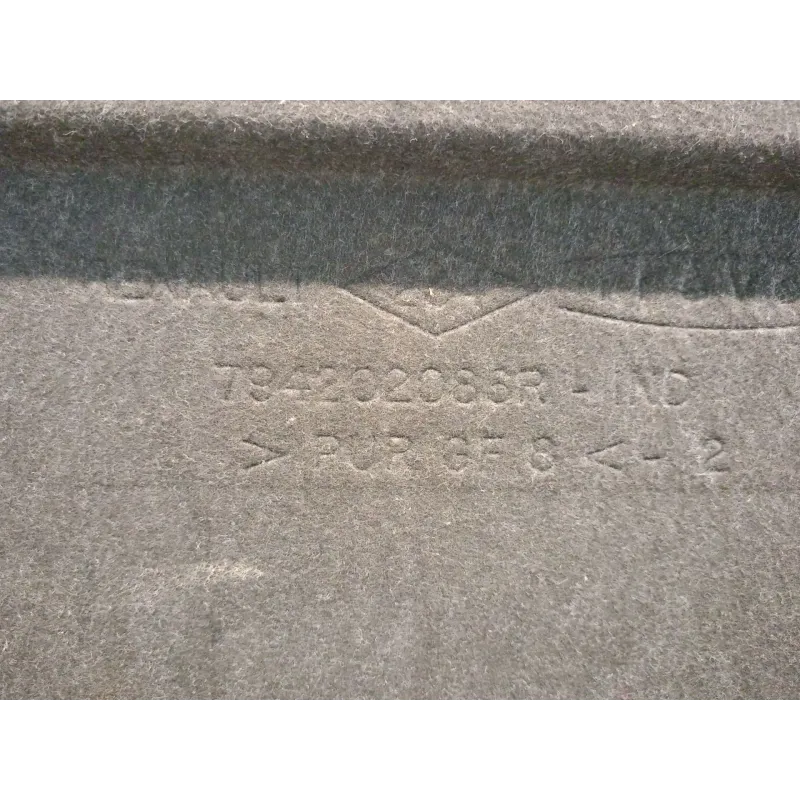 794202086R - IND
> PUR GF 8 < - 2